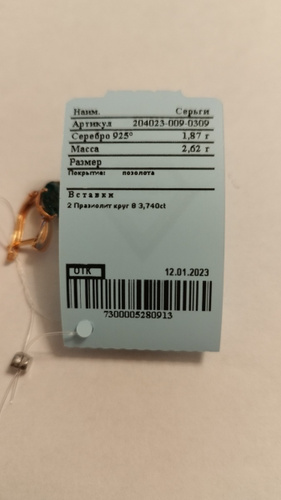 Наим. Серьги
Артикул 204023-009-0309
Серебро 925° 1,87 г
Масса 2,62 г
Размер
Покрытие: позолота
Вставки
2 Празиолит круг 8 3,740ct
ОТК 12.01.2023
7300005280913